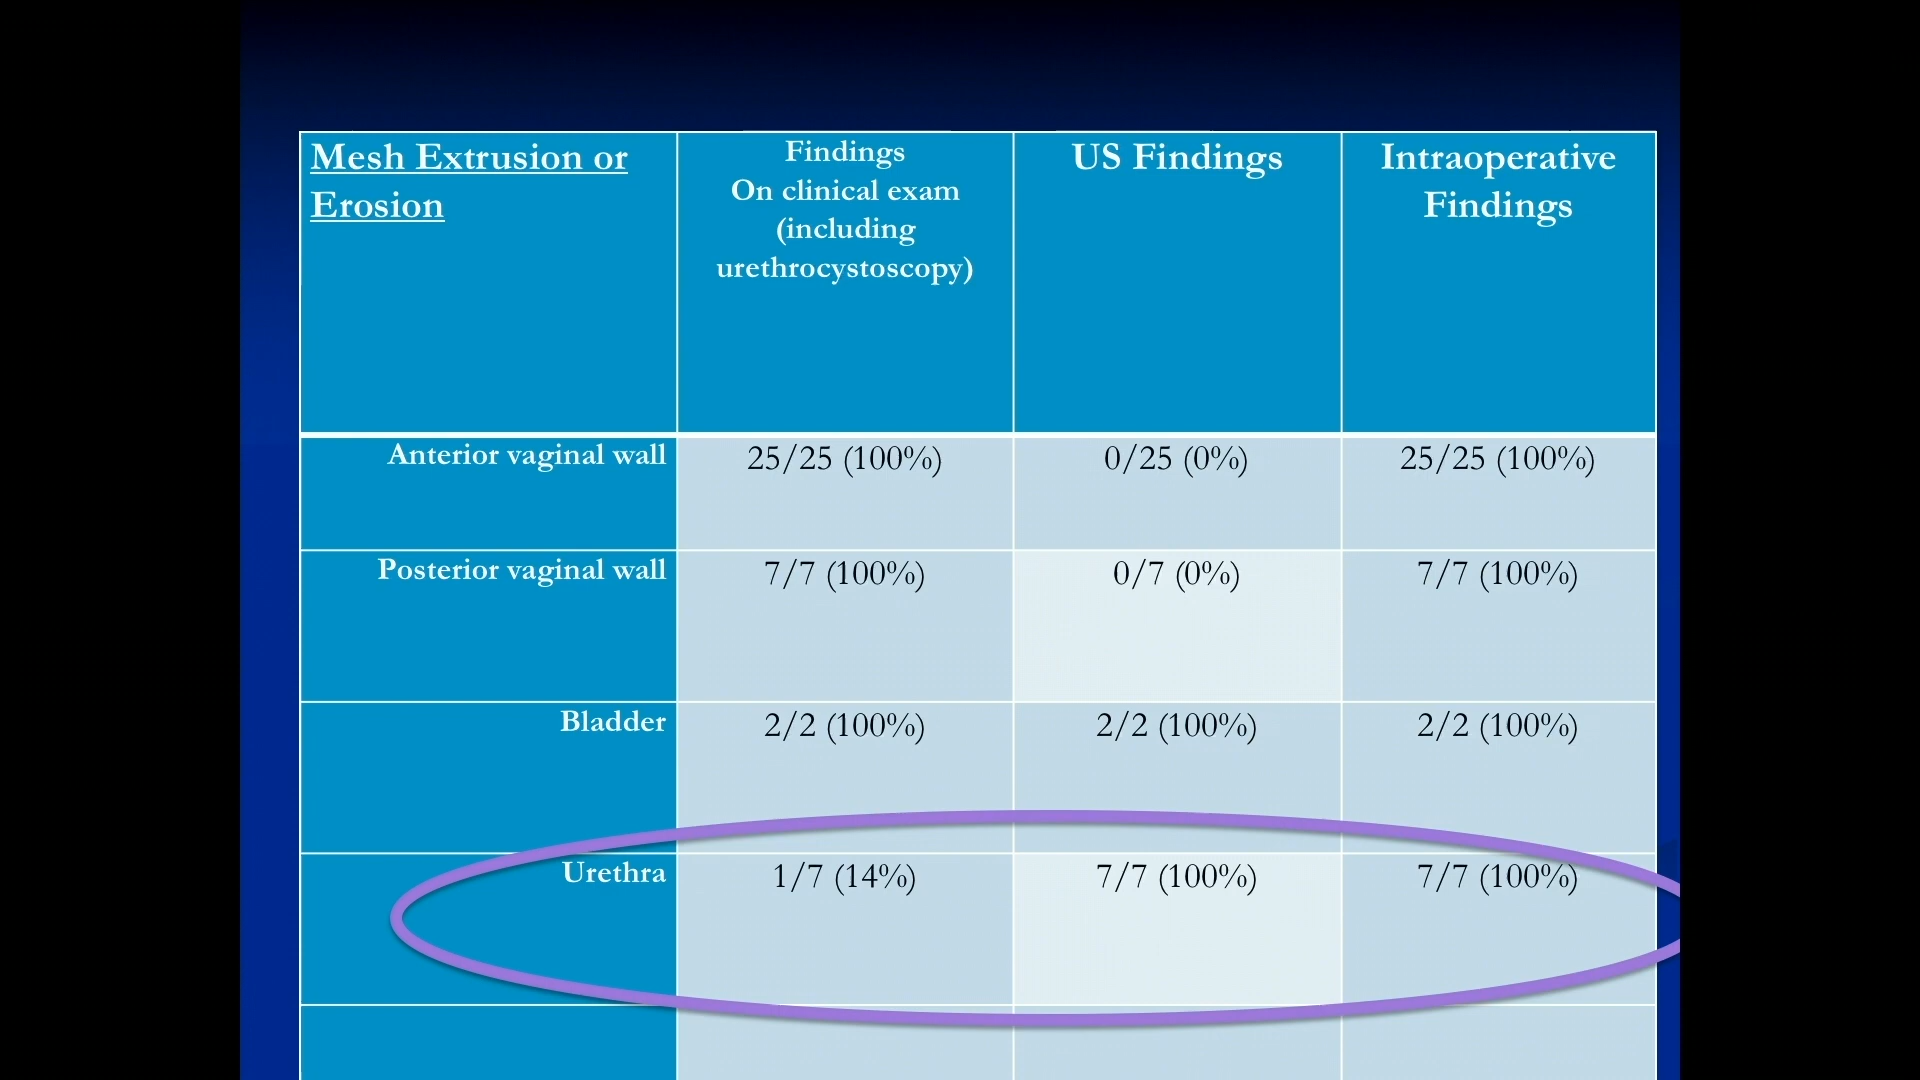 Mesh Extrusion or
Erosion
Findings
On clinical exam
(including
urethrocystoscopy)
US Findings
Intraoperative
Findings
Anterior vaginal wall
25/25 (100%)
0/25 (0%)
25/25 (100%)
Posterior vaginal wall
7/7 (100%)
0/7 (0%)
7/7 (100%)
Bladder
2/2 (100%)
2/2 (100%)
2/2 (100%)
Urethra
1/7 (14%)
7/7 (100%)
7/7 (100%)